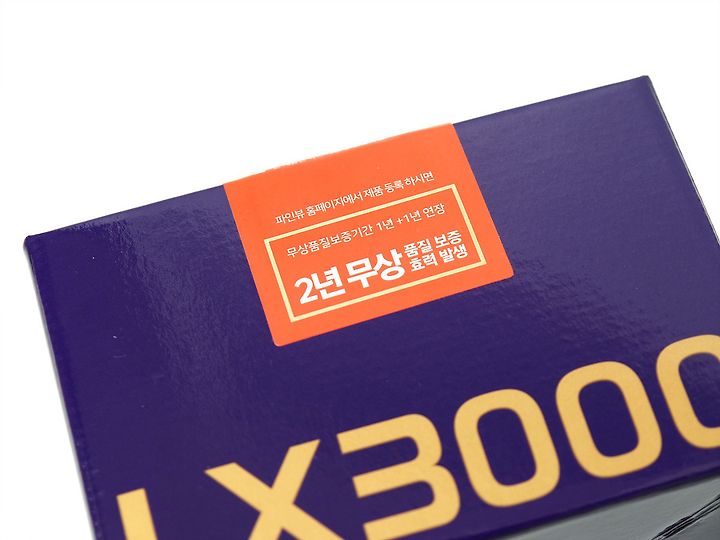 파인뷰 홈페이지에서 제품 등록 하시면
무상품질보증기간 1년 +1년 연장
2년 무상 품질 보증
효력 발생
LX3000